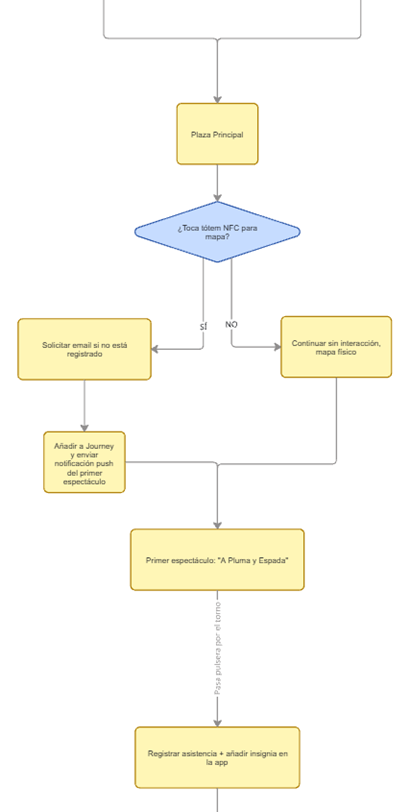 Plaza Principal
¿Toca tótem NFC para
mapa?
SÍ
NO
Solicitar email si no está
registrado
Continuar sin interacción,
mapa físico
Añadir a Journey
y enviar
notificación push
del primer
espectáculo
Primer espectáculo: "A Pluma y Espada"
Pasa pulsera por el torno
Registrar asistencia + añadir insignia en
la app